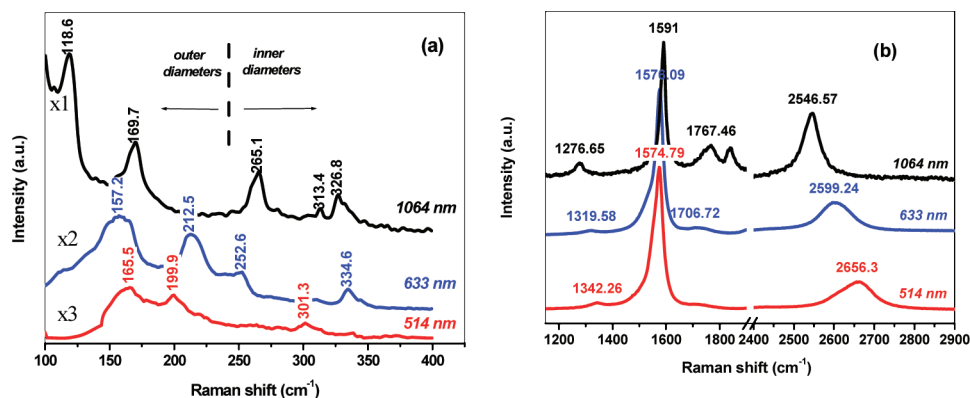 (a)
118.6
outer
diameters
inner
diameters
x1
169.7
265.1
313.4
326.8
1064 nm
157.2
x2
212.5
252.6
334.6
633 nm
165.5
x3
199.9
301.3
514 nm
100 150 200 250 300 350 400
Raman shift (cm⁻¹)
Intensity (a.u.)
(b)
1591
1576.09
2546.57
1276.65
1767.46
1574.79
1064 nm
2599.24
1319.58
1706.72
633 nm
2656.3
1342.26
514 nm
1200 1400 1600 1800 2400 2500 2600 2700 2800 2900
Raman shift (cm⁻¹)
Intensity (a.u.)